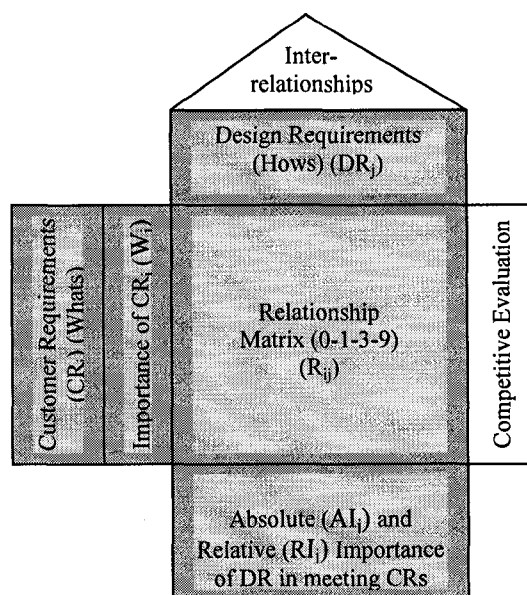 Inter-
relationships
Design Requirements
(Hows) (DRj)
Customer Requirements
(CRi) (Whats)
Importance of CRi (Wi)
Relationship
Matrix (0-1-3-9)
(Rij)
Competitive Evaluation
Absolute (AIj) and
Relative (RIj) Importance
of DR in meeting CRs